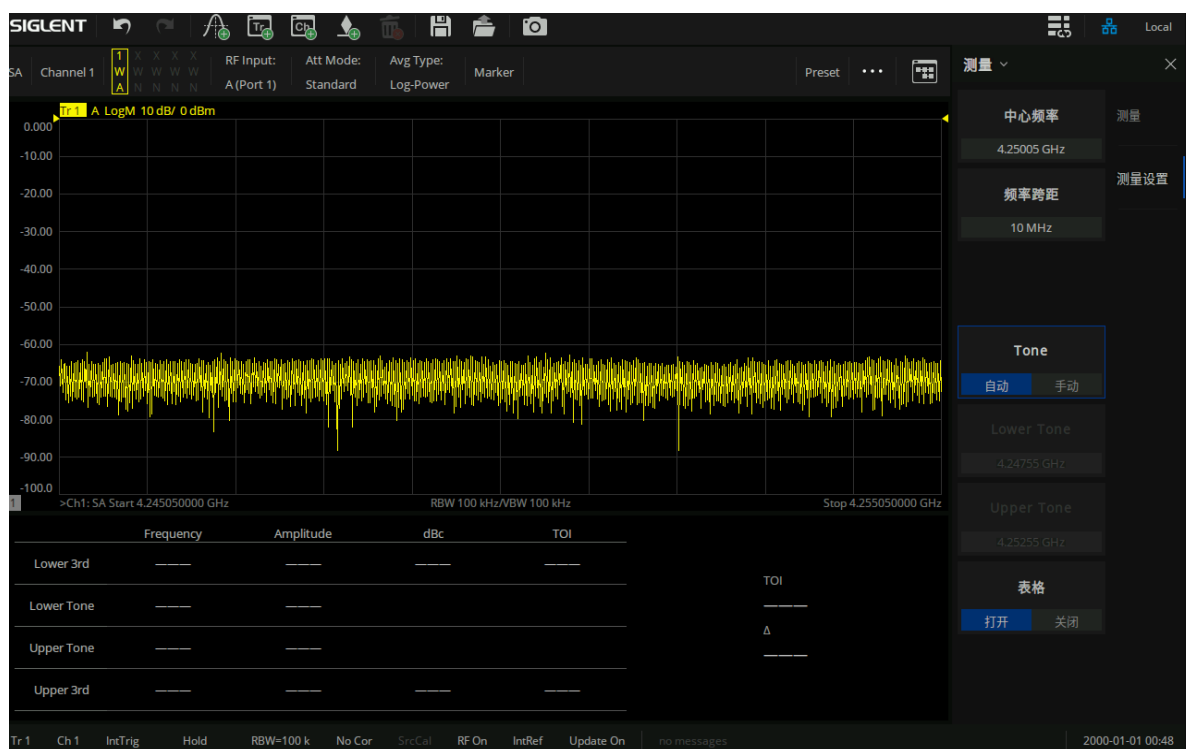 SIGLENT Local
SA Channel 1 1 X X X X RF Input: Att Mode: Avg Type: Marker Preset ...
W W W W W
A N N N N A (Port 1) Standard Log-Power
测量
Tr 1 A LogM 10 dB/ 0 dBm
0.000
-10.00
-20.00
-30.00
-40.00
-50.00
-60.00
-70.00
-80.00
-90.00
-100.0
1 >Ch1: SA Start 4.245050000 GHz RBW 100 kHz/VBW 100 kHz Stop 4.255050000 GHz
Frequency Amplitude dBc TOI
Lower 3rd ——— ——— ——— ———
Lower Tone ——— ———
Upper Tone ——— ———
Upper 3rd ——— ——— ——— ———
TOI
———
Δ
———
中心频率
4.25005 GHz
频率跨距
10 MHz
Tone
自动 手动
Lower Tone
4.24755 GHz
Upper Tone
4.25255 GHz
表格
打开 关闭
测量
测量设置
Tr 1 Ch 1 IntTrig Hold RBW=100 k No Cor SrcCal RF On IntRef Update On no messages 2000-01-01 00:48